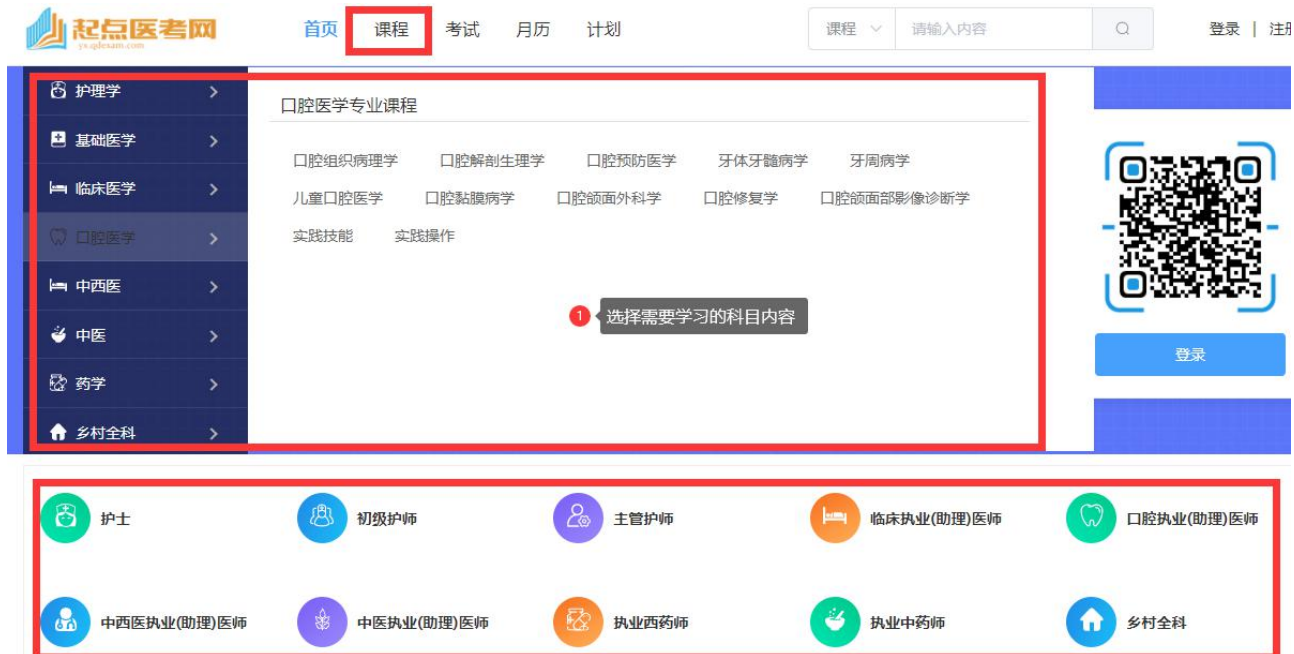 起点医考网
yx.qdexam.com
首页 课程 考试 月历 计划
课程 请输入内容
登录 | 注册
护理学
基础医学
临床医学
口腔医学
中西医
中医
药学
乡村全科
口腔医学专业课程
口腔组织病理学 口腔解剖生理学 口腔预防医学 牙体牙髓病学 牙周病学
儿童口腔医学 口腔黏膜病学 口腔颌面外科学 口腔修复学 口腔颌面部影像诊断学
实践技能 实践操作
1 选择需要学习的科目内容
登录
护士 初级护师 主管护师 临床执业(助理)医师 口腔执业(助理)医师
中西医执业(助理)医师 中医执业(助理)医师 执业西药师 执业中药师 乡村全科